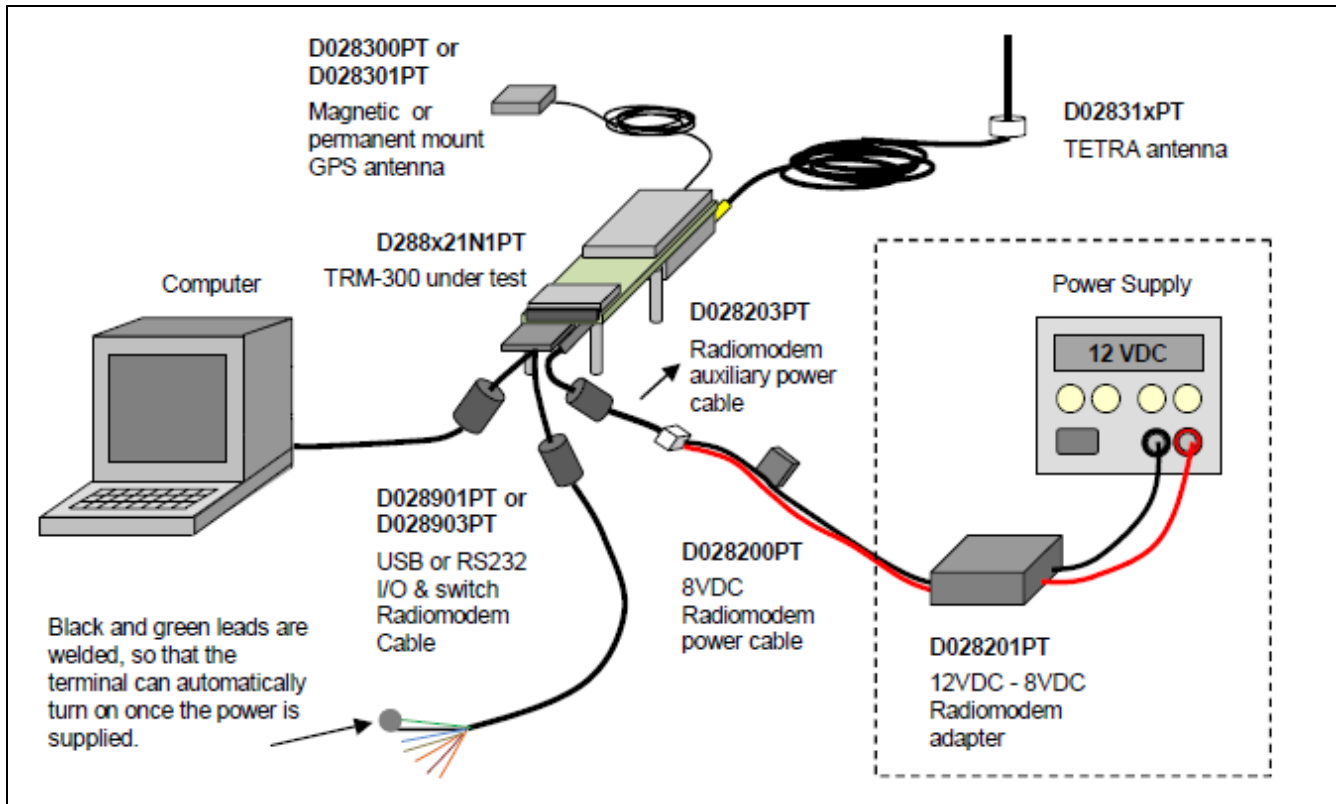 D028300PT or
D028301PT
Magnetic or
permanent mount
GPS antenna
D02831xPT
TETRA antenna
D288x21N1PT
TRM-300 under test
Computer
Power Supply
12 VDC
D028203PT
Radiomodem
auxiliary power
cable
D028901PT or
D028903PT
USB or RS232
I/O & switch
Radiomodem
Cable
D028200PT
8VDC
Radiomodem
power cable
D028201PT
12VDC - 8VDC
Radiomodem
adapter
Black and green leads are
welded, so that the
terminal can automatically
turn on once the power is
supplied.